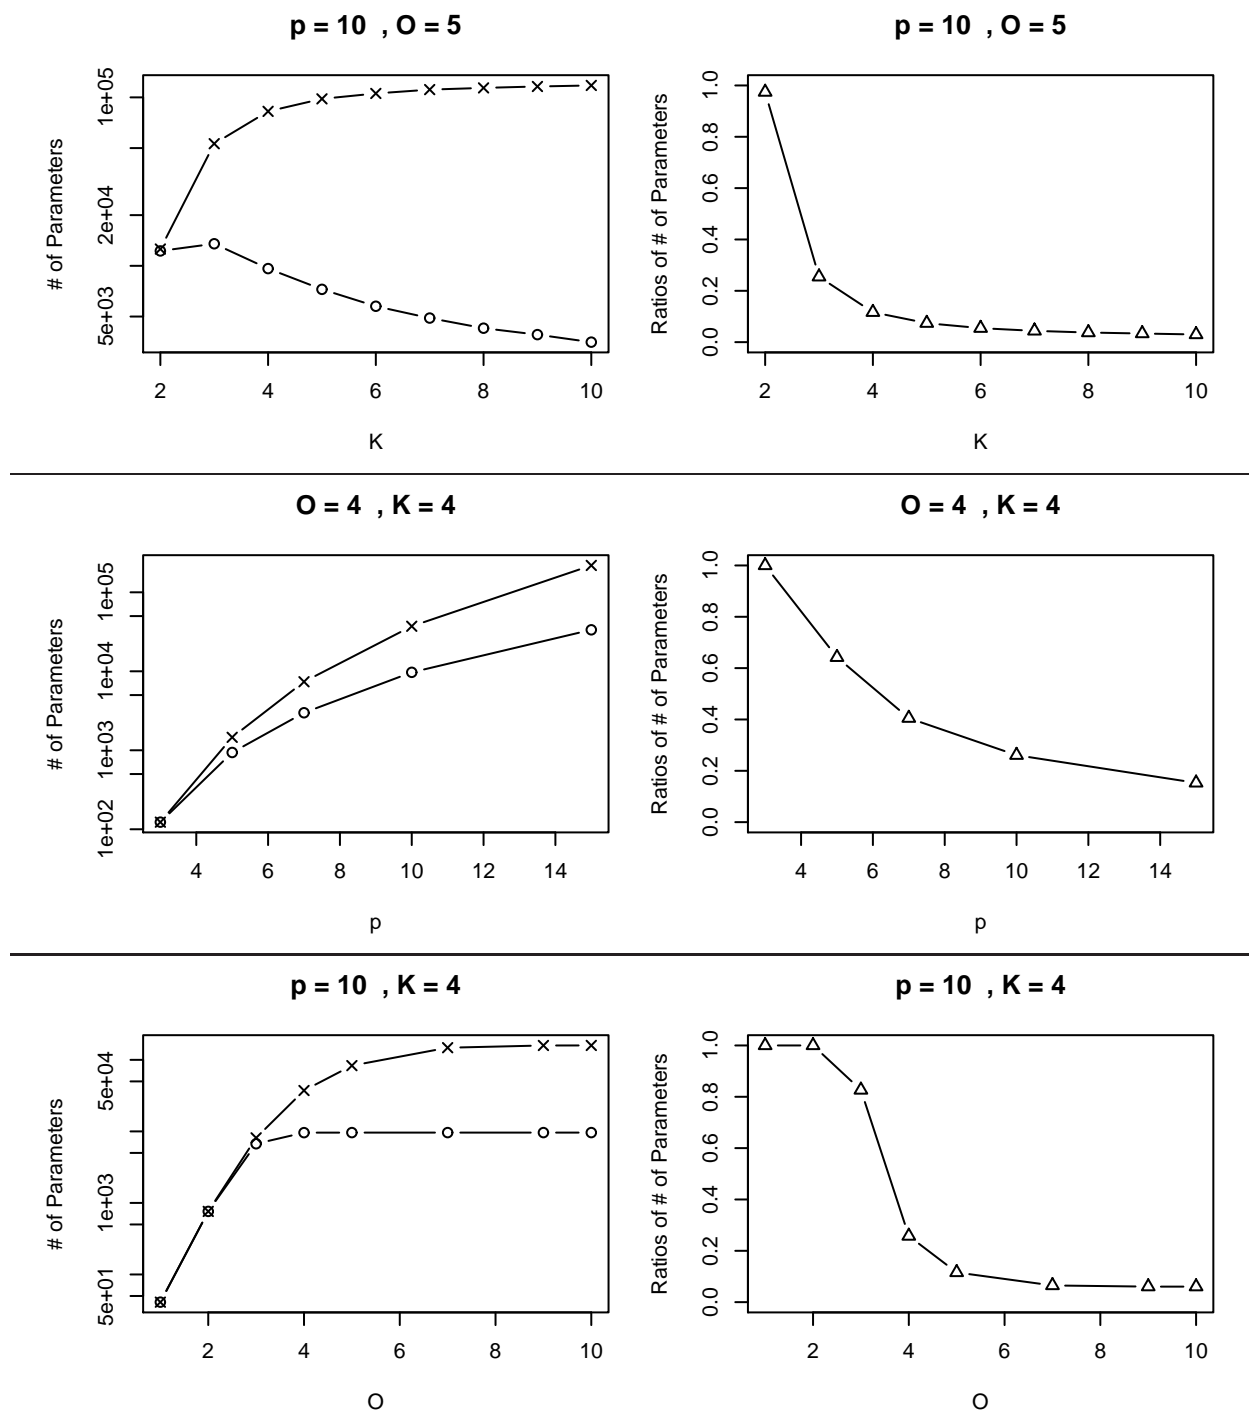 p = 10 , O = 5
# of Parameters
1e+05
2e+04
5e+03
2 4 6 8 10
K
p = 10 , O = 5
Ratios of # of Parameters
1.0
0.8
0.6
0.4
0.2
0.0
2 4 6 8 10
K
O = 4 , K = 4
# of Parameters
1e+05
1e+04
1e+03
1e+02
4 6 8 10 12 14
p
O = 4 , K = 4
Ratios of # of Parameters
1.0
0.8
0.6
0.4
0.2
0.0
4 6 8 10 12 14
p
p = 10 , K = 4
# of Parameters
5e+04
1e+03
5e+01
2 4 6 8 10
O
p = 10 , K = 4
Ratios of # of Parameters
1.0
0.8
0.6
0.4
0.2
0.0
2 4 6 8 10
O